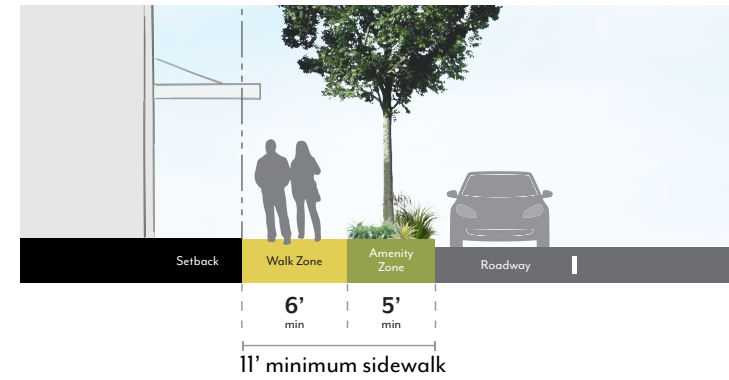 Setback
Walk Zone
Amenity
Zone
Roadway
6’
min
5’
min
11’ minimum sidewalk